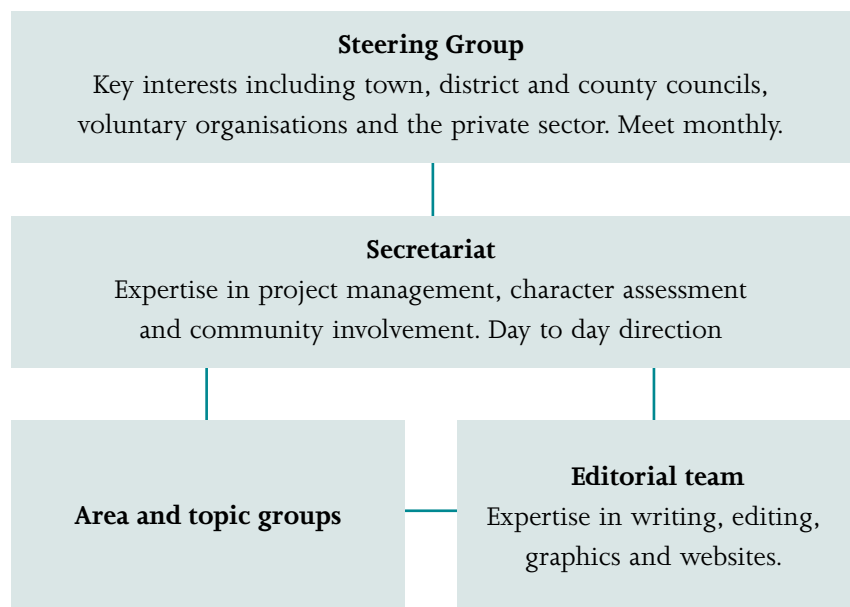 Steering Group
Key interests including town, district and county councils,
voluntary organisations and the private sector. Meet monthly.
Secretariat
Expertise in project management, character assessment
and community involvement. Day to day direction
Area and topic groups
Editorial team
Expertise in writing, editing,
graphics and websites.